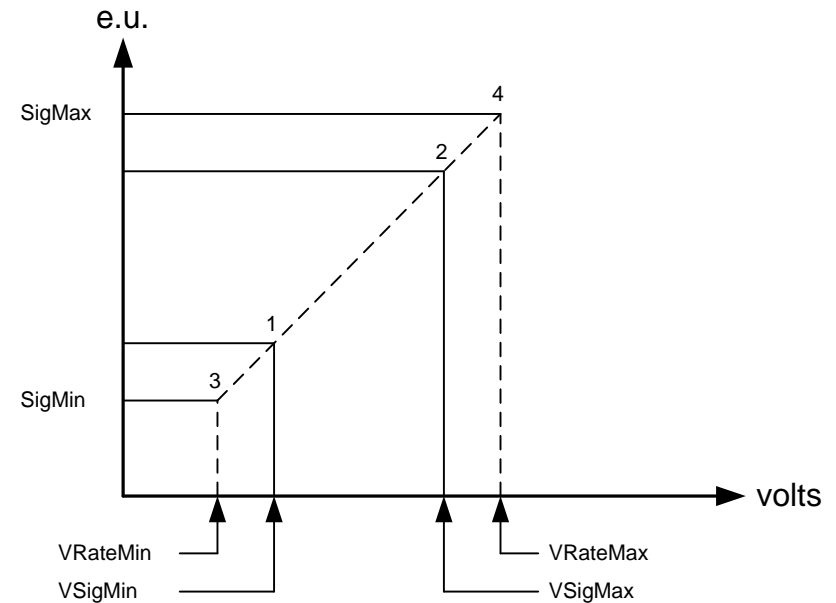 e.u.
4
SigMax
2
1
3
SigMin
volts
VRateMin
VRateMax
VSigMin
VSigMax